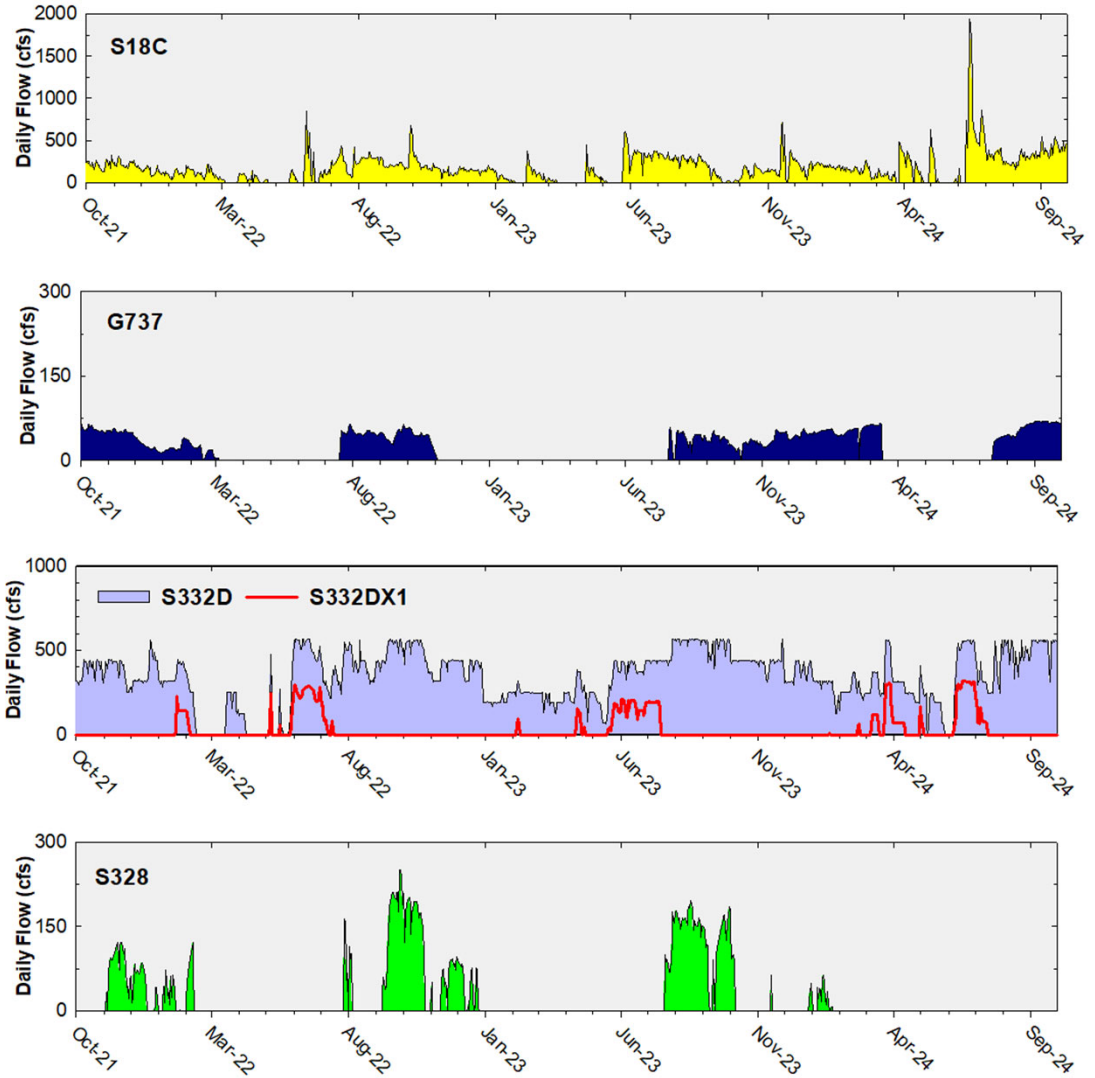 2000
1500
1000
500
0
Daily Flow (cfs)
S18C
Oct-21 Mar-22 Aug-22 Jan-23 Jun-23 Nov-23 Apr-24 Sep-24
300
150
0
Daily Flow (cfs)
G737
Oct-21 Mar-22 Aug-22 Jan-23 Jun-23 Nov-23 Apr-24 Sep-24
1000
500
0
Daily Flow (cfs)
S332D S332DX1
Oct-21 Mar-22 Aug-22 Jan-23 Jun-23 Nov-23 Apr-24 Sep-24
300
150
0
Daily Flow (cfs)
S328
Oct-21 Mar-22 Aug-22 Jan-23 Jun-23 Nov-23 Apr-24 Sep-24